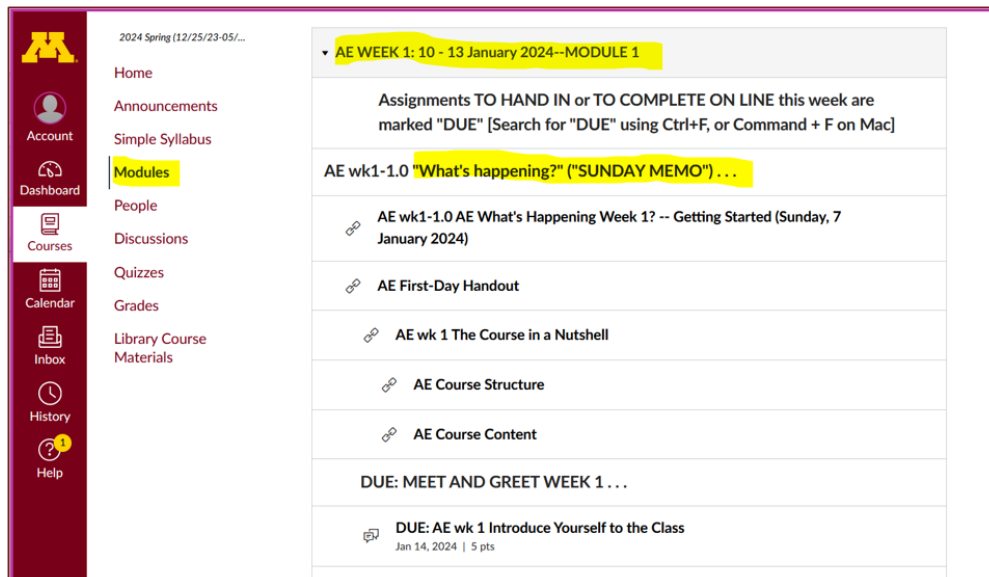 M
Account
Dashboard
Courses
Calendar
Inbox
History
1
Help
2024 Spring (12/25/23-05/...
Home
Announcements
Simple Syllabus
Modules
People
Discussions
Quizzes
Grades
Library Course
Materials
AE WEEK 1: 10 - 13 January 2024--MODULE 1
Assignments TO HAND IN or TO COMPLETE ON LINE this week are
marked "DUE" [Search for "DUE" using Ctrl+F, or Command + F on Mac]
AE wk1-1.0 "What's happening?" ("SUNDAY MEMO") . . .
AE wk1-1.0 AE What's Happening Week 1? -- Getting Started (Sunday, 7
January 2024)
AE First-Day Handout
AE wk 1 The Course in a Nutshell
AE Course Structure
AE Course Content
DUE: MEET AND GREET WEEK 1 . . .
DUE: AE wk 1 Introduce Yourself to the Class
Jan 14, 2024 | 5 pts